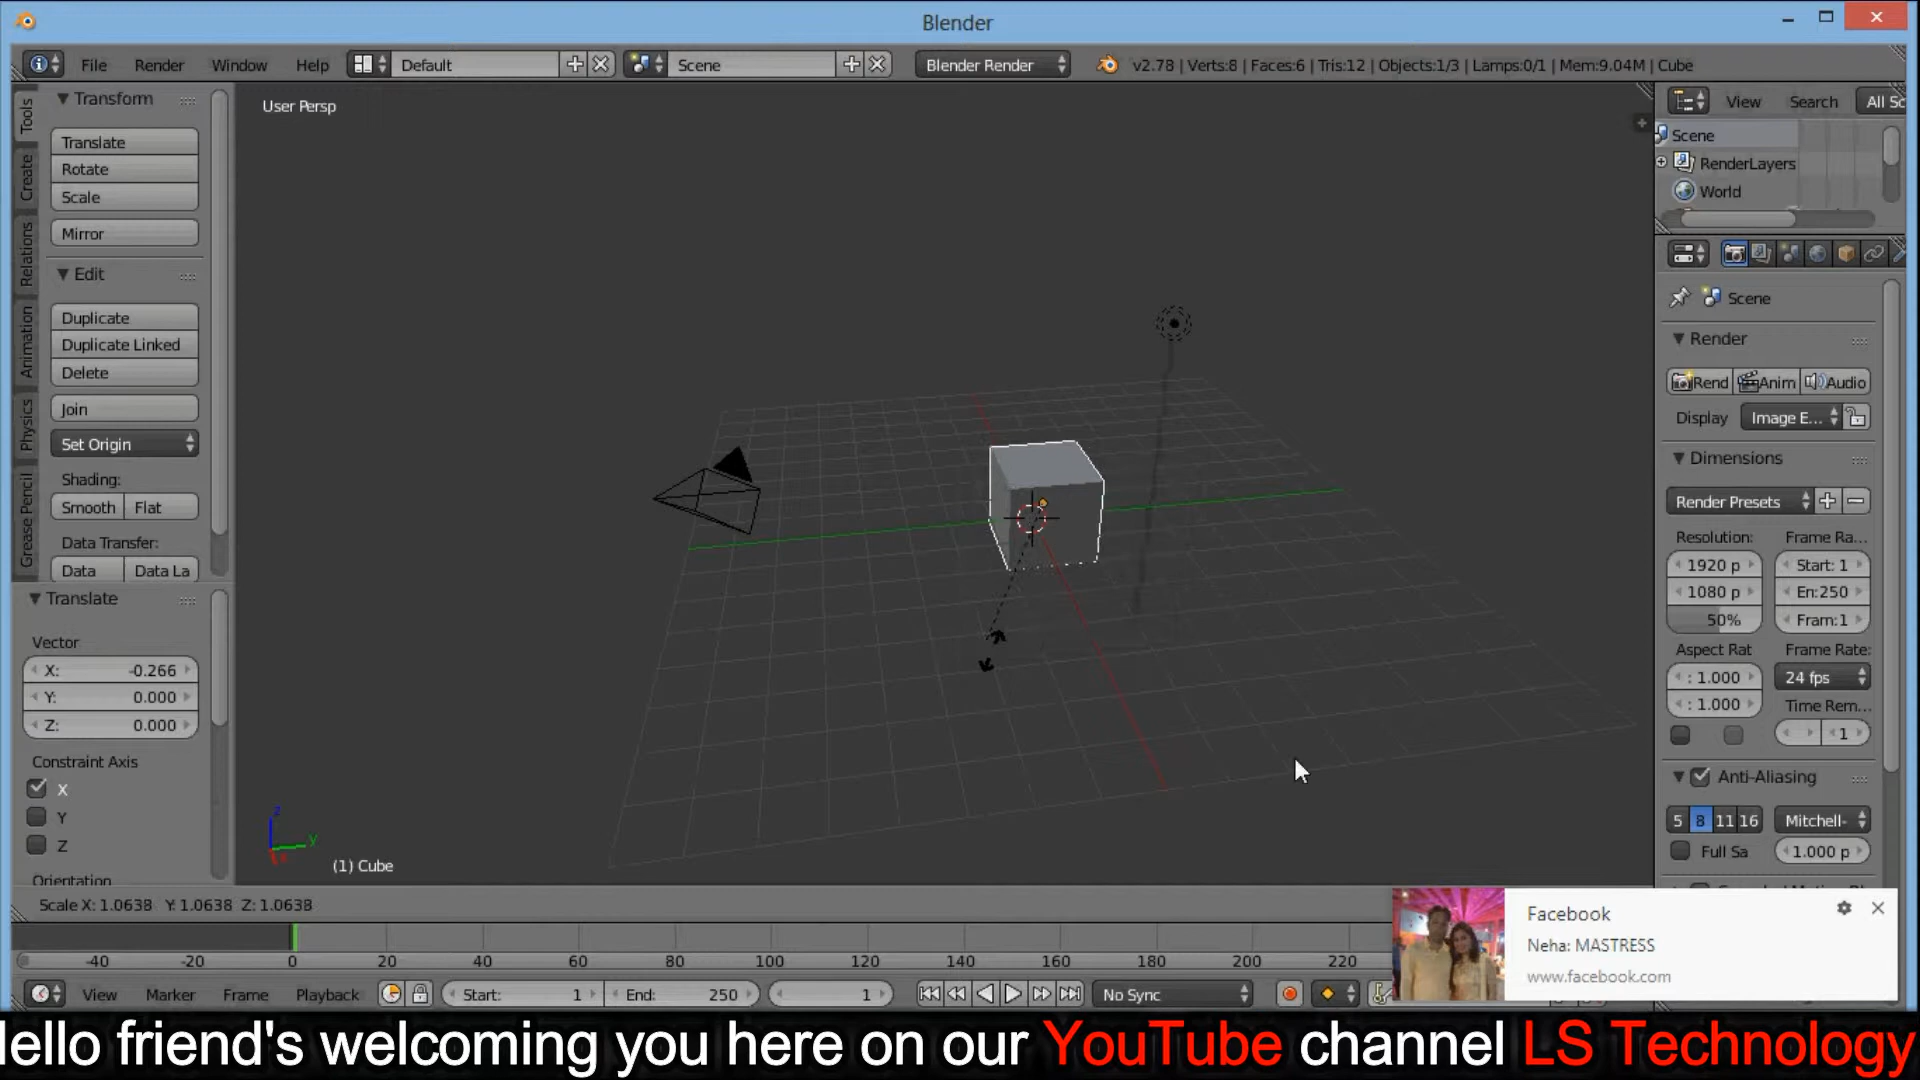 Blender
File Render Window Help Default Scene Blender Render v2.78 | Verts:8 | Faces:6 | Tris:12 | Objects:1/3 | Lamps:0/1 | Mem:9.04M | Cube
Tools
Create
Relations
Animation
Physics
Grease Pencil
Transform
Translate
Rotate
Scale
Mirror
Edit
Duplicate
Duplicate Linked
Delete
Join
Set Origin
Shading:
Smooth Flat
Data Transfer:
Data Data La
Translate
Vector
X: -0.266
Y: 0.000
Z: 0.000
Constraint Axis
X
Y
Z
Orientation
User Persp
z
y
x
(1) Cube
View Search All Sc
Scene
RenderLayers
World
Scene
Render
Rend Anim Audio
Display Image E...
Dimensions
Render Presets
Resolution: Frame Ra...
1920 p Start: 1
1080 p En:250
50% Fram:1
Aspect Rat Frame Rate:
: 1.000 24 fps
: 1.000 Time Rem...
1
Anti-Aliasing
5 8 11 16 Mitchell-
Full Sa 1.000 p
Scale X: 1.0638 Y: 1.0638 Z: 1.0638
-40 -20 0 20 40 60 80 100 120 140 160 180 200 220
View Marker Frame Playback Start: 1 End: 250 1 No Sync
Facebook
Neha: MASTRESS
www.facebook.com
Hello friend's welcoming you here on our YouTube channel LS Technology